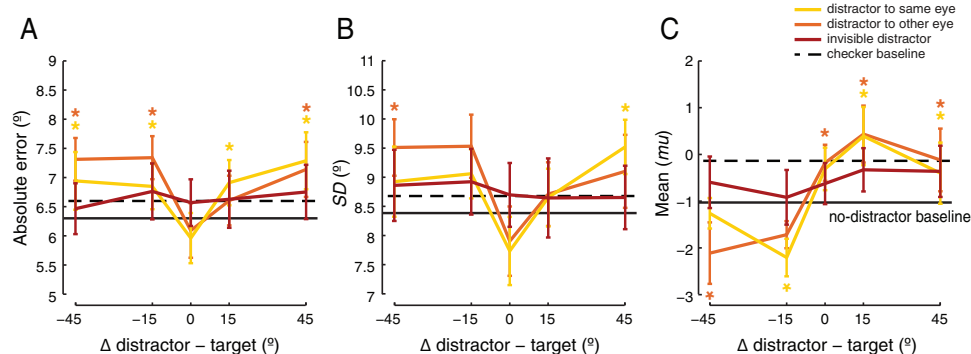 distractor to same eye
distractor to other eye
invisible distractor
checker baseline
A
B
C
Absolute error (º)
7.5
9
8.5
8
7.5
7
6.5
6
5.5
5
−45
−15
0
15
45
Δ distractor − target (º)
SD (º)
11
10.5
10
9.5
9
8.5
8
7.5
7
−45
−15
0
15
45
Δ distractor − target (º)
Mean (mu)
2
1
0
−1
−2
−3
no-distractor baseline
−45
−15
0
15
45
Δ distractor − target (º)